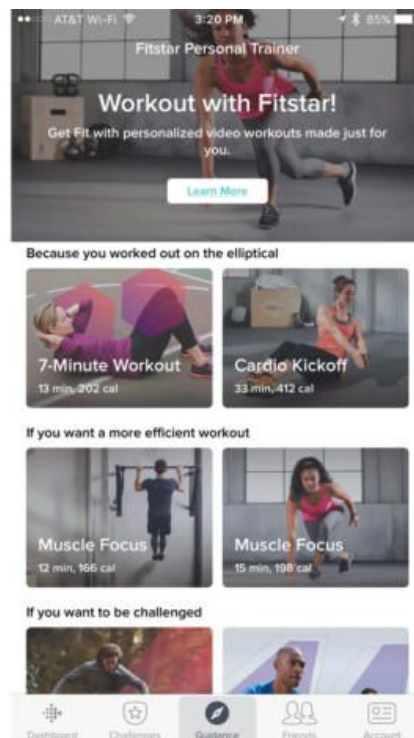 AT&T Wi-Fi 3:20 PM 85%
Fitstar Personal Trainer
Workout with Fitstar!
Get Fit with personalized video workouts made just for
you.
Learn More
Because you worked out on the elliptical
7-Minute Workout
13 min, 202 cal
Cardio Kickoff
33 min, 412 cal
If you want a more efficient workout
Muscle Focus
12 min, 166 cal
Muscle Focus
15 min, 198 cal
If you want to be challenged
Dashboard Challenges Guidance Friends Account